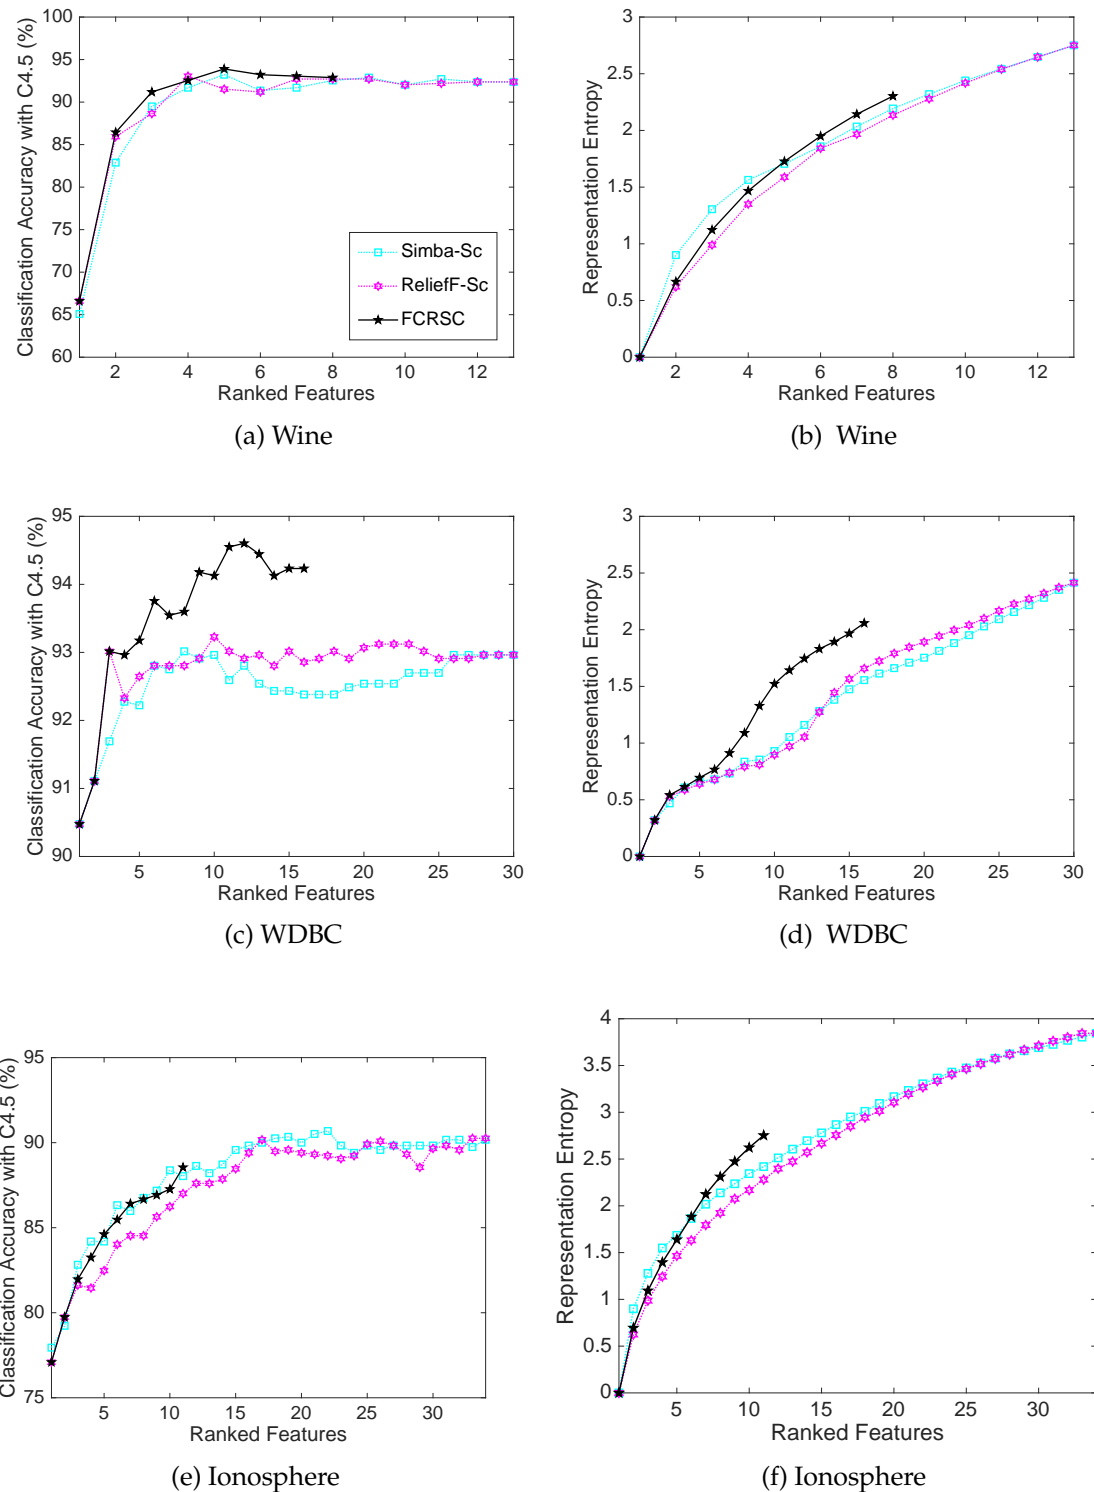 Classification Accuracy with C4.5 (%)
100
95
90
85
80
75
70
65
60
2 4 6 8 10 12
Ranked Features
Simba-Sc
ReliefF-Sc
FCRSC
(a) Wine
Representation Entropy
3
2.5
2
1.5
1
0.5
0
2 4 6 8 10 12
Ranked Features
(b) Wine
Classification Accuracy with C4.5 (%)
95
94
93
92
91
90
5 10 15 20 25 30
Ranked Features
(c) WDBC
Representation Entropy
3
2.5
2
1.5
1
0.5
0
5 10 15 20 25 30
Ranked Features
(d) WDBC
Classification Accuracy with C4.5 (%)
95
90
85
80
75
5 10 15 20 25 30
Ranked Features
(e) Ionosphere
Representation Entropy
4
3.5
3
2.5
2
1.5
1
0.5
0
5 10 15 20 25 30
Ranked Features
(f) Ionosphere